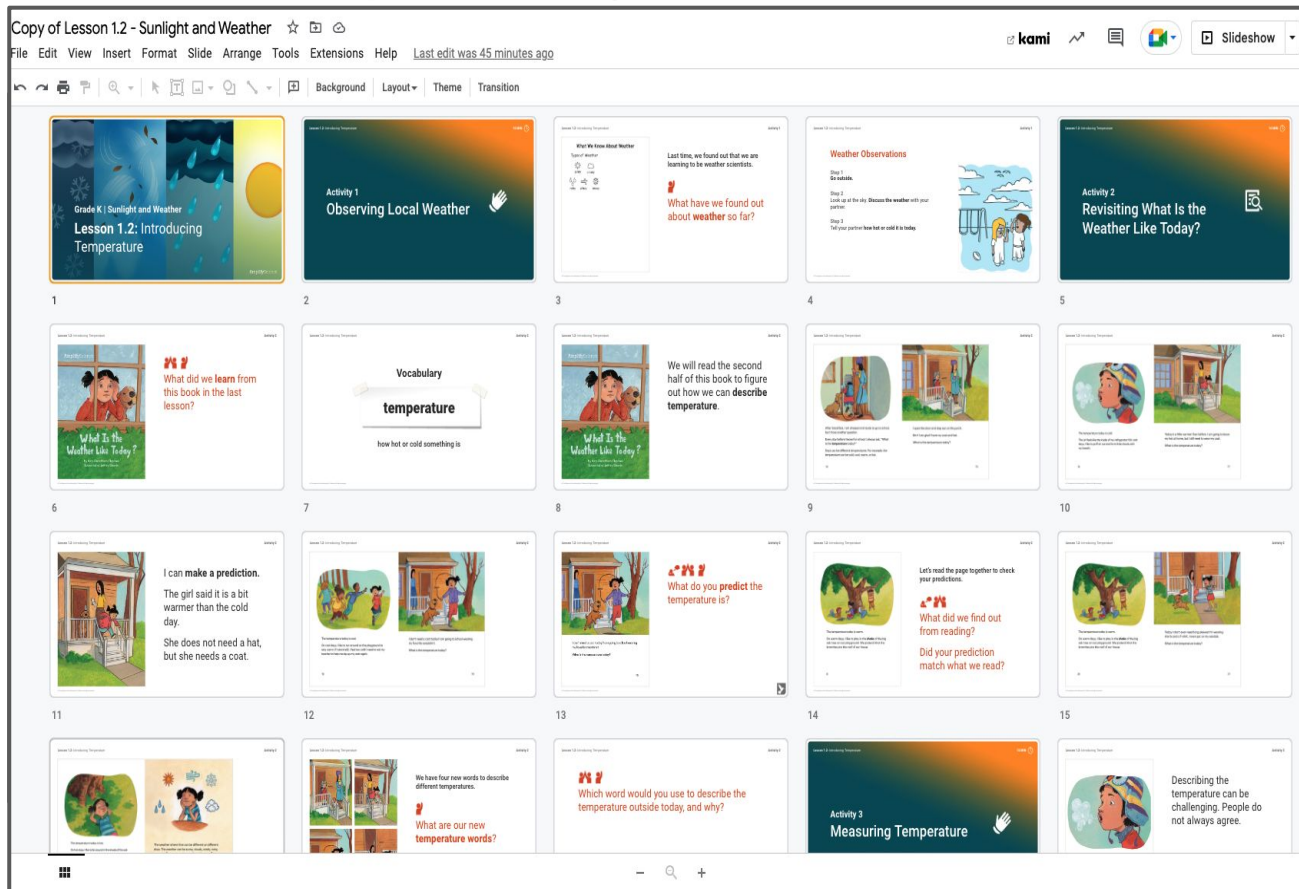 Copy of Lesson 1.2 - Sunlight and Weather
kami
Slideshow
File Edit View Insert Format Slide Arrange Tools Extensions Help Last edit was 45 minutes ago
Background Layout Theme Transition
Grade K | Sunlight and Weather
Lesson 1.2: Introducing
Temperature
1
Activity 1
Observing Local Weather
2
What We Know About Weather
Types of Weather
Last time, we found out that we are
learning to be weather scientists.
What have we found out
about weather so far?
3
Weather Observations
Step 1
Go outside.
Step 2
Look up at the sky. Discuss the weather with your
partner.
Step 3
Tell your partner how hot or cold it is today.
4
Activity 2
Revisiting What Is the
Weather Like Today?
5
What Is the
Weather Like Today?
What did we learn from
this book in the last
lesson?
6
Vocabulary
temperature
how hot or cold something is
7
What Is the
Weather Like Today?
We will read the second
half of this book to figure
out how we can describe
temperature.
8
9
10
I can make a prediction.
The girl said it is a bit
warmer than the cold
day.
She does not need a hat,
but she needs a coat.
11
12
What do you predict the
temperature is?
13
Let's read the page together to check
your predictions.
What did we find out
from reading?
Did your prediction
match what we read?
14
15
We have four new words to describe
different temperatures.
What are our new
temperature words?
Which word would you use to describe the
temperature outside today, and why?
Activity 3
Measuring Temperature
Describing the
temperature can be
challenging. People do
not always agree.